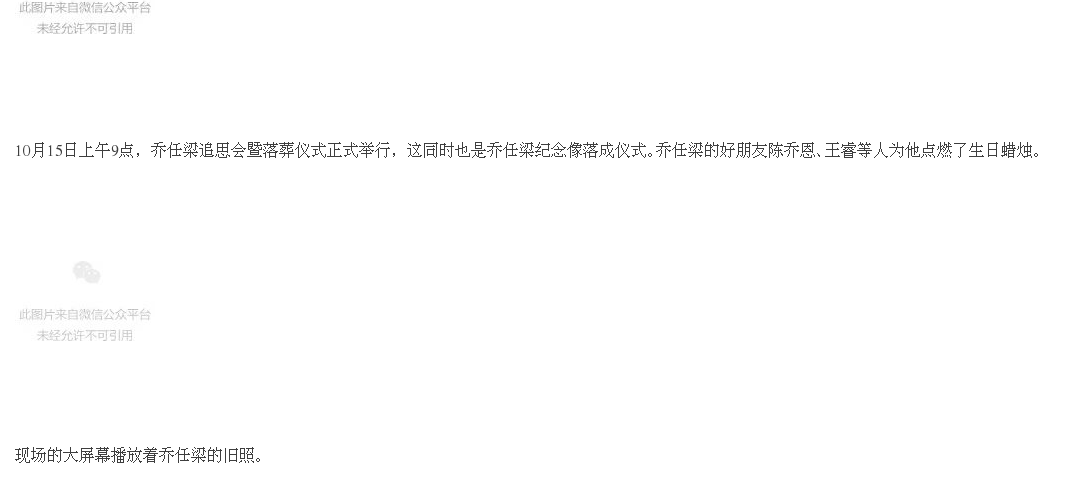 此图片来自微信公众平台
未经允许不可引用
10月15日上午9点，乔任梁追思会暨落葬仪式正式举行，这同时也是乔任梁纪念像落成仪式。乔任梁的好朋友陈乔恩、王睿等人为他点燃了生日蜡烛。
此图片来自微信公众平台
未经允许不可引用
现场的大屏幕播放着乔任梁的旧照。